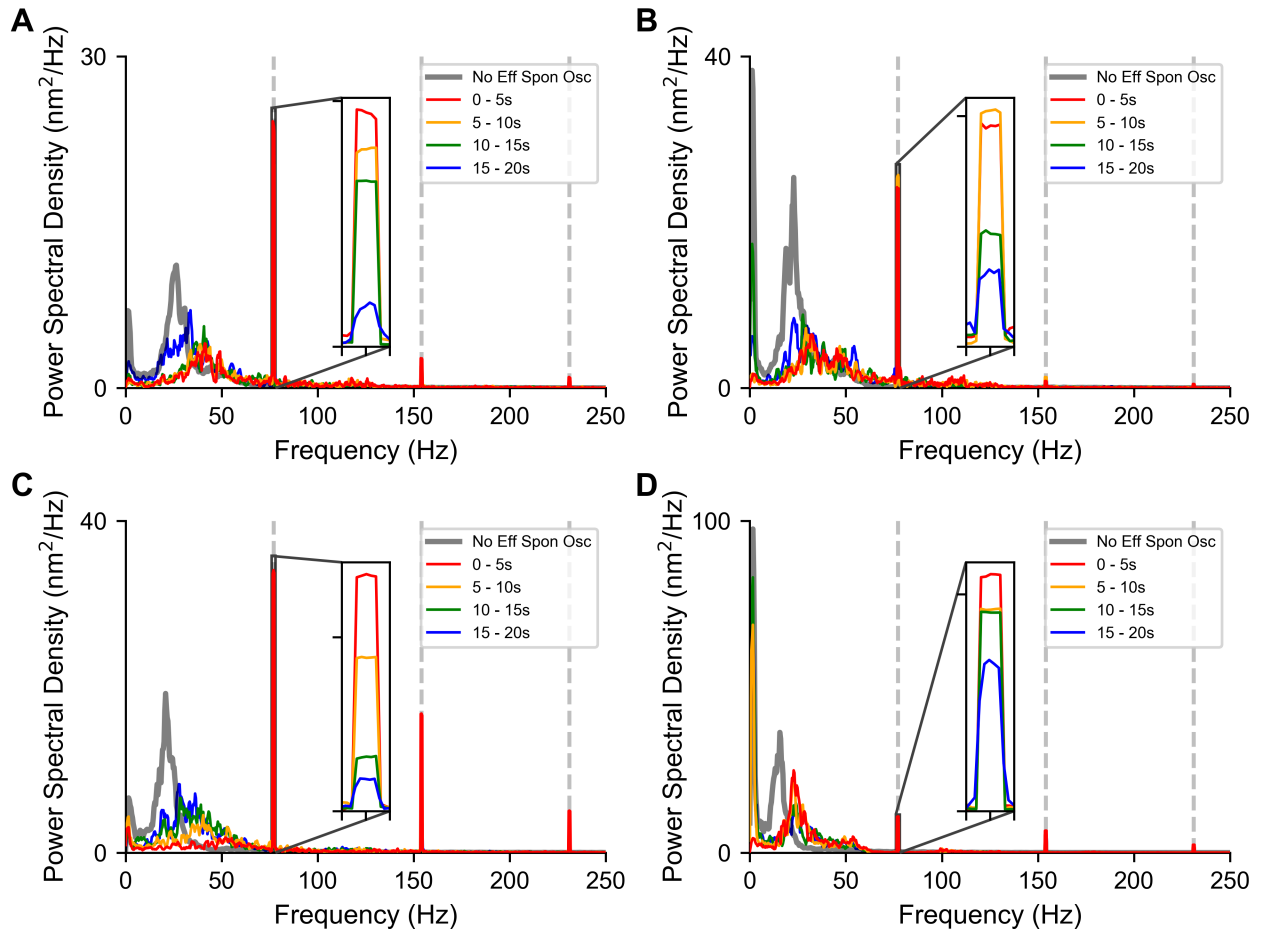 A
Power Spectral Density (nm²/Hz)
30
0
No Eff Spon Osc
0 - 5s
5 - 10s
10 - 15s
15 - 20s
0 50 100 150 200 250
Frequency (Hz)
B
Power Spectral Density (nm²/Hz)
40
0
No Eff Spon Osc
0 - 5s
5 - 10s
10 - 15s
15 - 20s
0 50 100 150 200 250
Frequency (Hz)
C
Power Spectral Density (nm²/Hz)
40
0
No Eff Spon Osc
0 - 5s
5 - 10s
10 - 15s
15 - 20s
0 50 100 150 200 250
Frequency (Hz)
D
Power Spectral Density (nm²/Hz)
100
0
No Eff Spon Osc
0 - 5s
5 - 10s
10 - 15s
15 - 20s
0 50 100 150 200 250
Frequency (Hz)